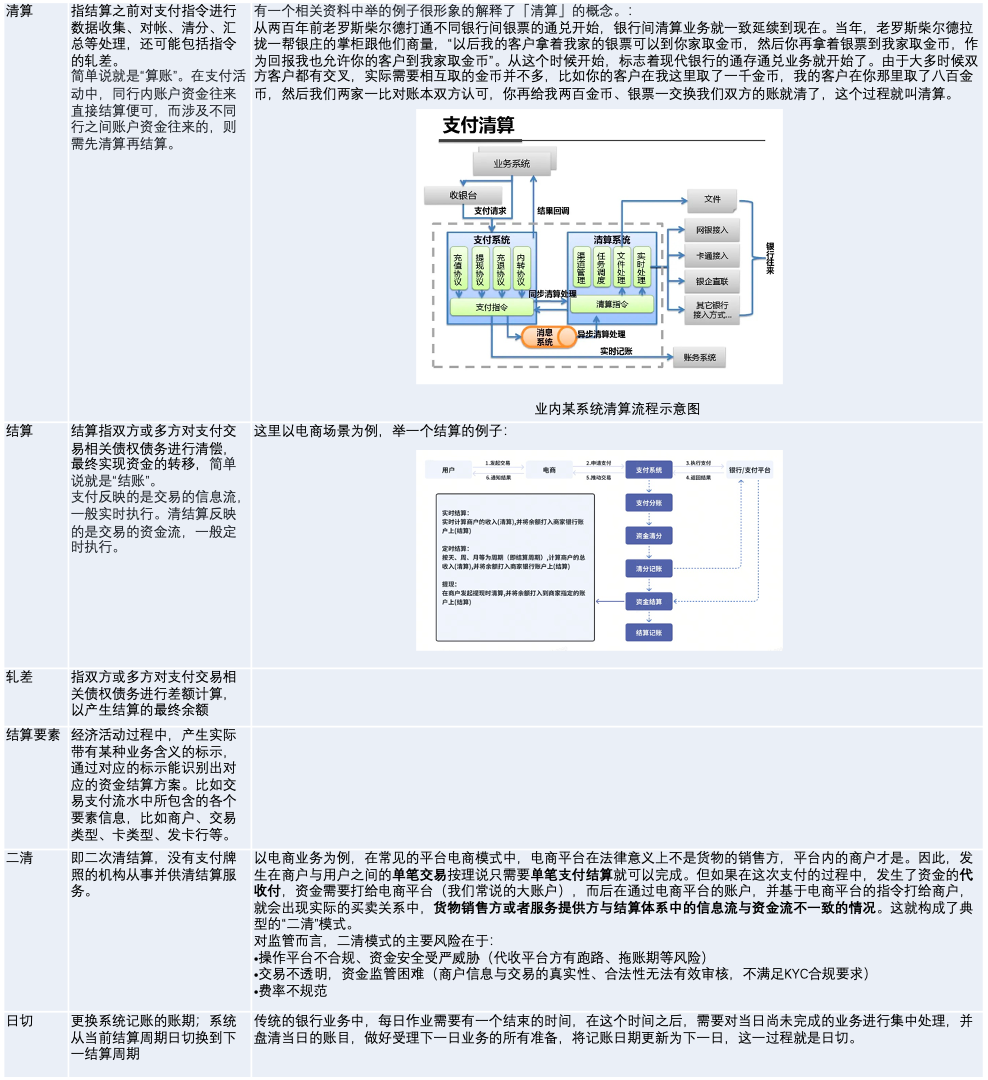 清算
指结算之前对支付指令进行
数据收集、对帐、清分、汇
总等处理，还可能包括指令
的轧差。
简单说就是“算账”。在支付活
动中，同行内账户资金往来
直接结算便可，而涉及不同
行之间账户资金往来的，则
需先清算再结算。
有一个相关资料中举的例子很形象的解释了「清算」的概念。：
从两百年前老罗斯柴尔德打通不同银行间银票的通兑开始，银行间清算业务就一致延续到现在。当年，老罗斯柴尔德拉
拢一帮银庄的掌柜跟他们商量，“以后我的客户拿着我家的银票可以到你家取金币，然后你再拿着银票到我家取金币，作
为回报我也允许你的客户到我家取金币”。从这个时候开始，标志着现代银行的通存通兑业务就开始了。由于大多时候双
方客户都有交叉，实际需要相互取的金币并不多，比如你的客户在我这里取了一千金币，我的客户在你那里取了八百金
币，然后我们两家一比对账本双方认可，你再给我两百金币、银票一交换我们双方的账就清了，这个过程就叫清算。
支付清算
业务系统
收银台
支付请求
结果回调
文件
网银接入
卡通接入
银企直联
其它银行
接入方式...
银行往来
支付系统
充值协议
提现协议
充退协议
内转协议
支付指令
清算系统
渠道管理
任务调度
文件处理
实时处理
清算指令
同步清算处理
消息
系统
异步清算处理
实时记账
账务系统
业内某系统清算流程示意图
结算
结算指双方或多方对支付交
易相关债权债务进行清偿，
最终实现资金的转移，简单
说就是“结账”。
支付反映的是交易的信息流，
一般实时执行。清结算反映
的是交易的资金流，一般定
时执行。
这里以电商场景为例，举一个结算的例子：
用户
1.发起交易
6.通知结果
电商
2.申请支付
5.推动交易
支付系统
3.执行支付
4.返回结果
银行/支付平台
支付分账
资金清分
清分记账
资金结算
结算记账
实时结算：
实时计算商户的收入(清算),并将余额打入商家银行账
户上(结算)
定时结算：
按天、周、月等为周期（即结算周期）,计算商户的总
收入(清算),并将余额打入商家银行账户上(结算)
提现：
在商户发起提现时清算,并将余额打入到商家指定的账
户上(结算)
轧差
指双方或多方对支付交易相
关债权债务进行差额计算，
以产生结算的最终余额
结算要素
经济活动过程中，产生实际
带有某种业务含义的标示，
通过对应的标示能识别出对
应的资金结算方案。比如交
易支付流水中所包含的各个
要素信息，比如商户、交易
类型、卡类型、发卡行等。
二清
即二次清结算，没有支付牌
照的机构从事并供清结算服
务。
以电商业务为例，在常见的平台电商模式中，电商平台在法律意义上不是货物的销售方，平台内的商户才是。因此，发
生在商户与用户之间的单笔交易按理说只需要单笔支付结算就可以完成。但如果在这次支付的过程中，发生了资金的代
收付，资金需要打给电商平台（我们常说的大账户），而后在通过电商平台的账户，并基于电商平台的指令打给商户，
就会出现实际的买卖关系中，货物销售方或者服务提供方与结算体系中的信息流与资金流不一致的情况。这就构成了典
型的“二清”模式。
对监管而言，二清模式的主要风险在于：
•操作平台不合规、资金安全受严威胁（代收平台方有跑路、拖账期等风险）
•交易不透明，资金监管困难（商户信息与交易的真实性、合法性无法有效审核，不满足KYC合规要求）
•费率不规范
日切
更换系统记账的账期；系统
从当前结算周期日切换到下
一结算周期
传统的银行业务中，每日作业需要有一个结束的时间，在这个时间之后，需要对当日尚未完成的业务进行集中处理，并
盘清当日的账目，做好受理下一日业务的所有准备，将记账日期更新为下一日，这一过程就是日切。